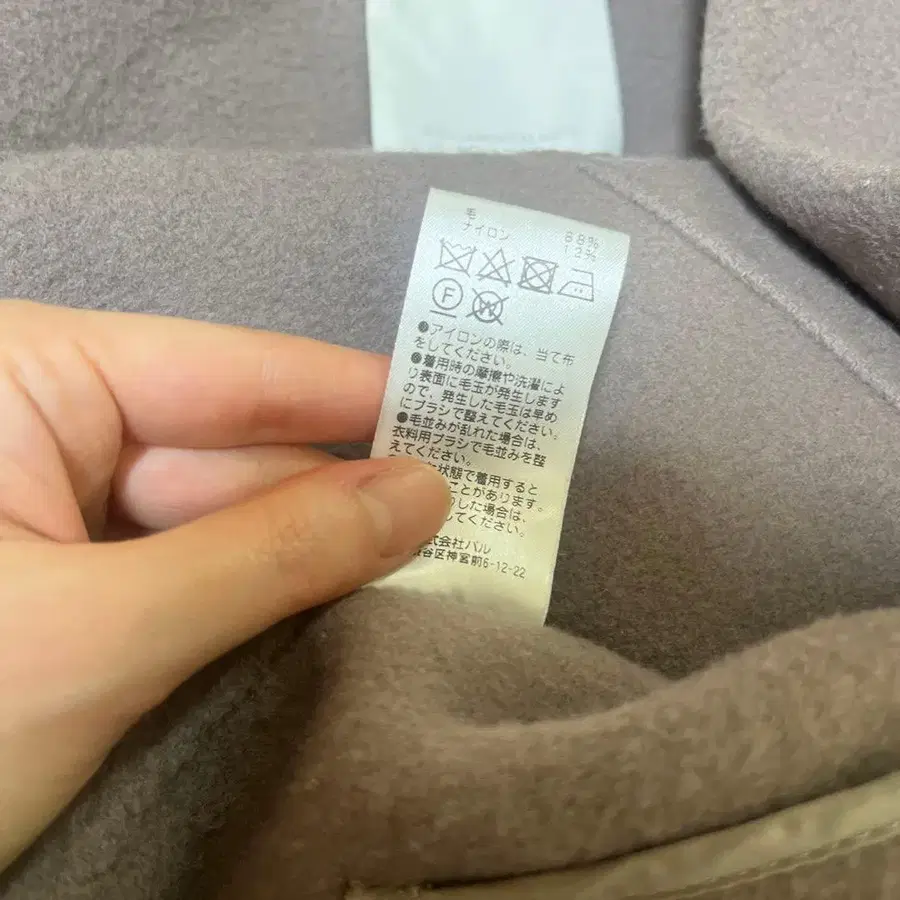 毛 88%
ナイロン 12%
F
W
●アイロンの際は、当て布
をしてください。
●着用時の摩擦や洗濯によ
り表面に毛玉が発生します
ので、発生した毛玉は早め
にブラシで整えてください。
●毛並みが乱れた場合は、
衣料用ブラシで毛並みを整
えてください。
た状態で着用すると
ことがあります。
した場合は、
してください。
式会社パル
谷区神宮前6-12-22